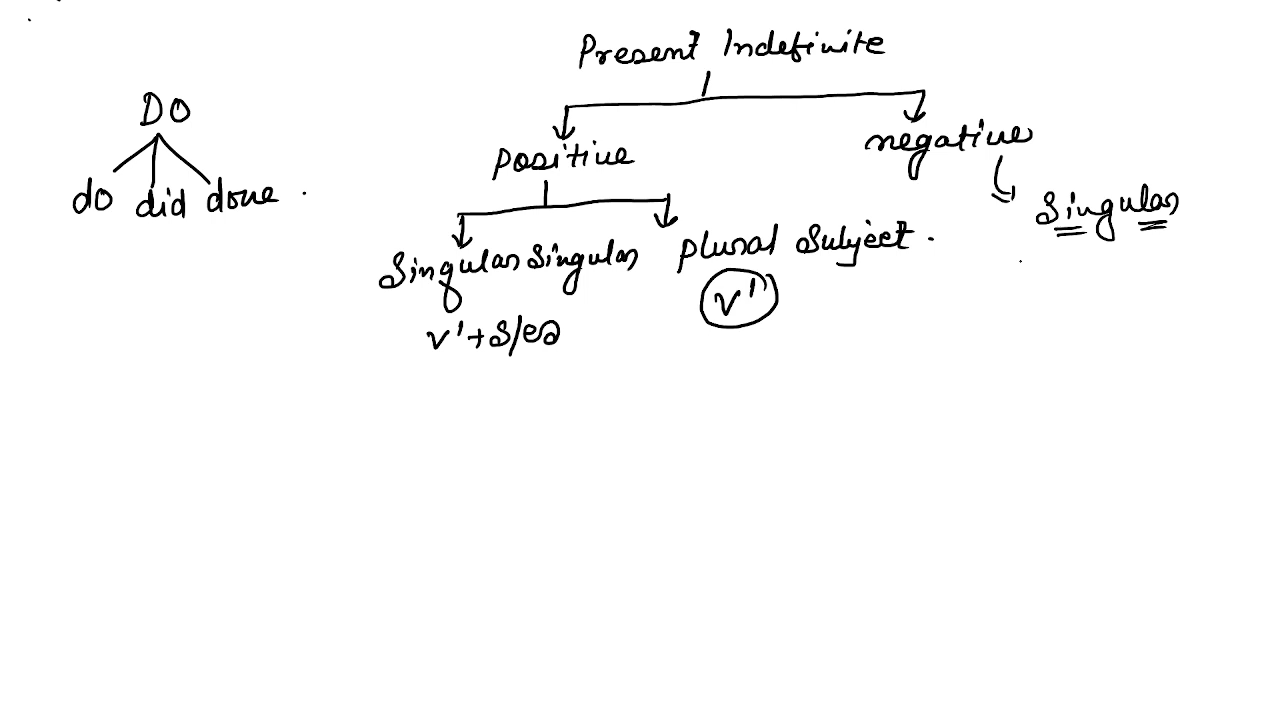 Present Indefinite
DO
positive
negative
do did done .
Singular
Singular Singular
plural Subject .
v'
v'+s/es